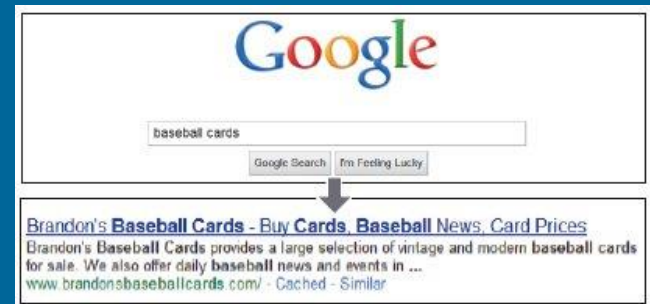 Google
baseball cards
Google Search I'm Feeling Lucky
Brandon's Baseball Cards - Buy Cards, Baseball News, Card Prices
Brandon's Baseball Cards provides a large selection of vintage and modern baseball cards
for sale. We also offer daily baseball news and events in ...
www.brandonsbaseballcards.com/ - Cached - Similar